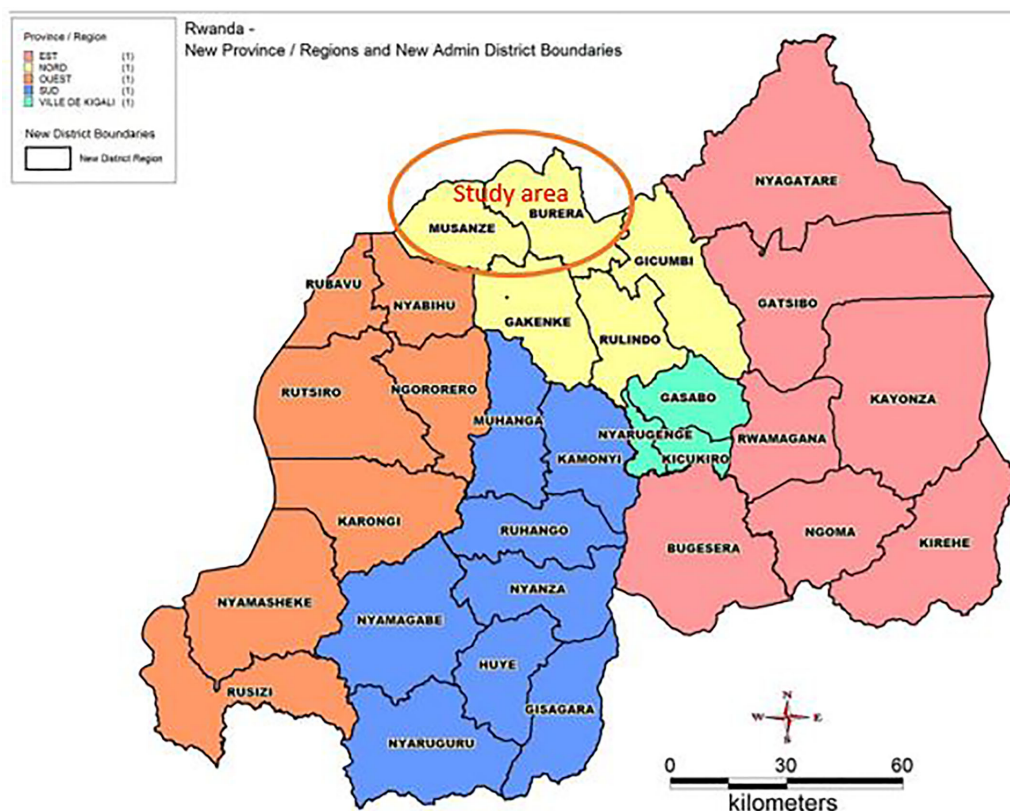 Rwanda -
New Province / Regions and New Admin District Boundaries
Province / Region
EST (1)
NORD (1)
OUEST (1)
SUD (1)
VILLE DE KIGALI (1)
New District Boundaries
New District Region
Study area
NYAGATARE
BURERA
MUSANZE
GICUMBI
RUBAVU
NYABIHU
GATSIBO
GAKENKE
RULINDO
RUTSIRO
NGORORERO
GASABO
KAYONZA
MUHANGA
NYARUGENGE
RWAMAGANA
KAMONYI
KICUKIRO
KARONGI
RUHANGO
BUGESERA
NGOMA
KIREHE
NYAMASHEKE
NYANZA
NYAMAGABE
HUYE
RUSIZI
GISAGARA
NYARUGURU
N
W E
S
0 30 60
kilometers